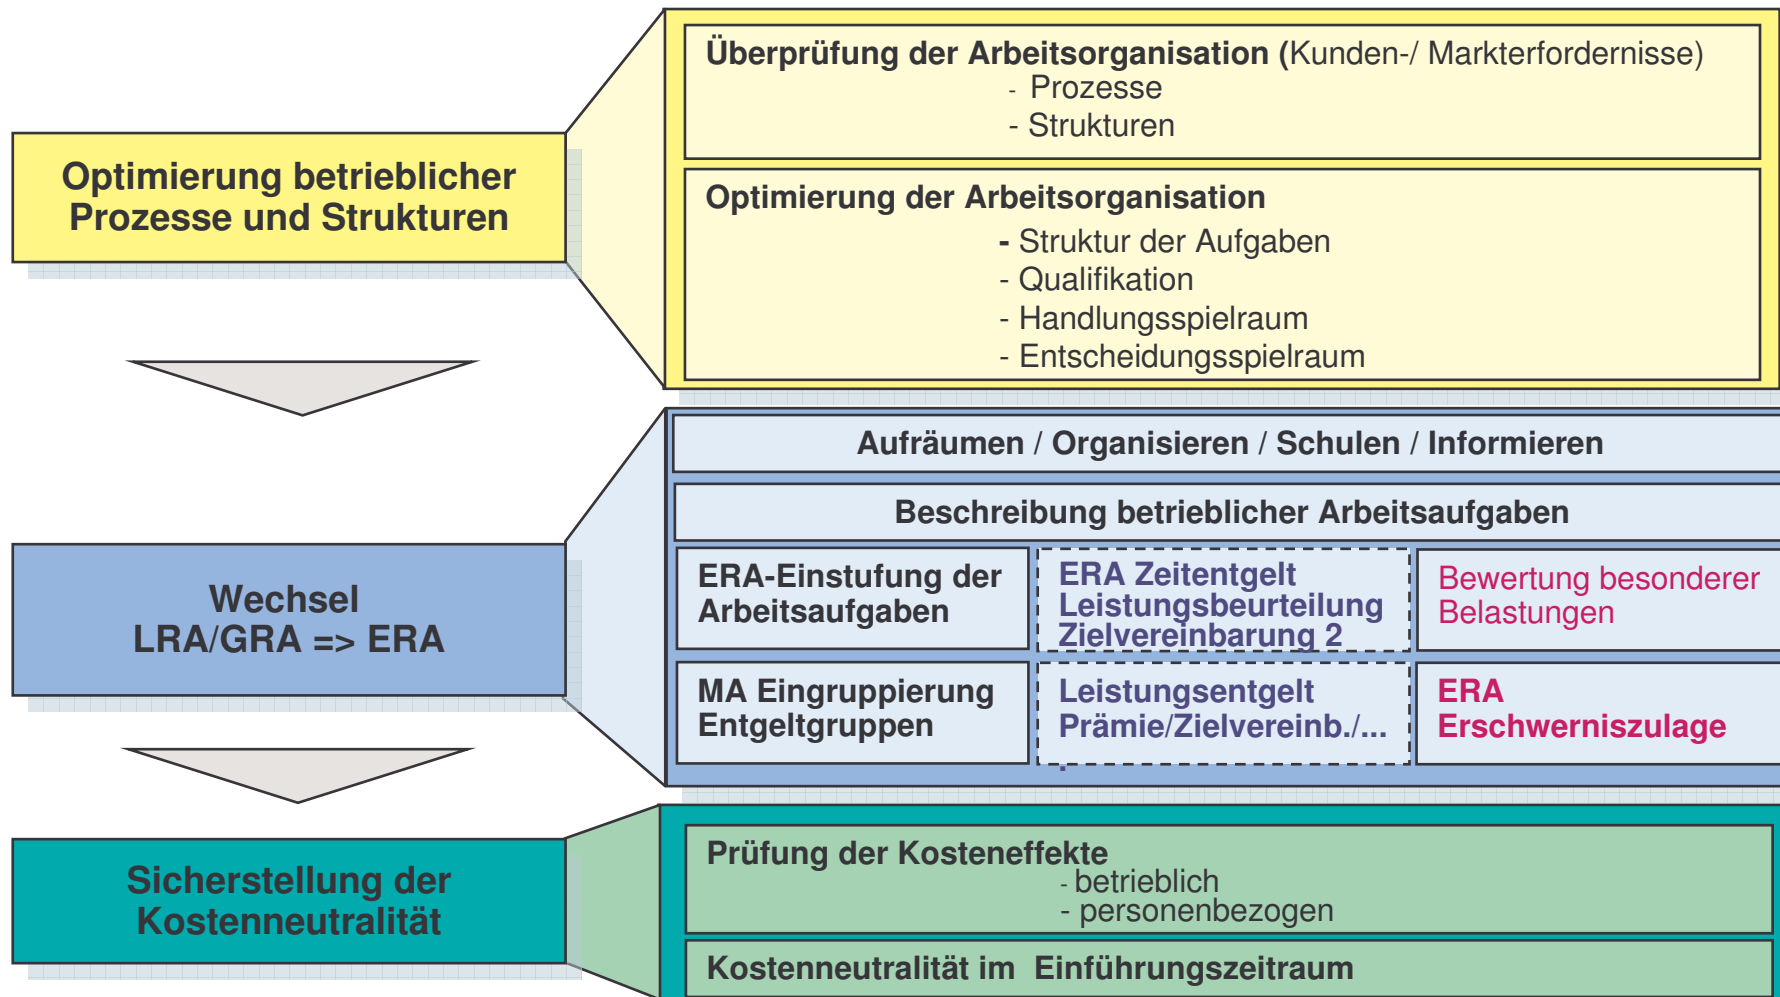 Optimierung betrieblicher
Prozesse und Strukturen
Überprüfung der Arbeitsorganisation (Kunden-/ Markterfordernisse)
- Prozesse
- Strukturen
Optimierung der Arbeitsorganisation
- Struktur der Aufgaben
- Qualifikation
- Handlungsspielraum
- Entscheidungsspielraum
Wechsel
LRA/GRA => ERA
Aufräumen / Organisieren / Schulen / Informieren
Beschreibung betrieblicher Arbeitsaufgaben
ERA-Einstufung der
Arbeitsaufgaben
ERA Zeitentgelt
Leistungsbeurteilung
Zielvereinbarung 2
Bewertung besonderer
Belastungen
MA Eingruppierung
Entgeltgruppen
Leistungsentgelt
Prämie/Zielvereinb./...
.
ERA
Erschwerniszulage
Sicherstellung der
Kostenneutralität
Prüfung der Kosteneffekte
- betrieblich
- personenbezogen
Kostenneutralität im Einführungszeitraum